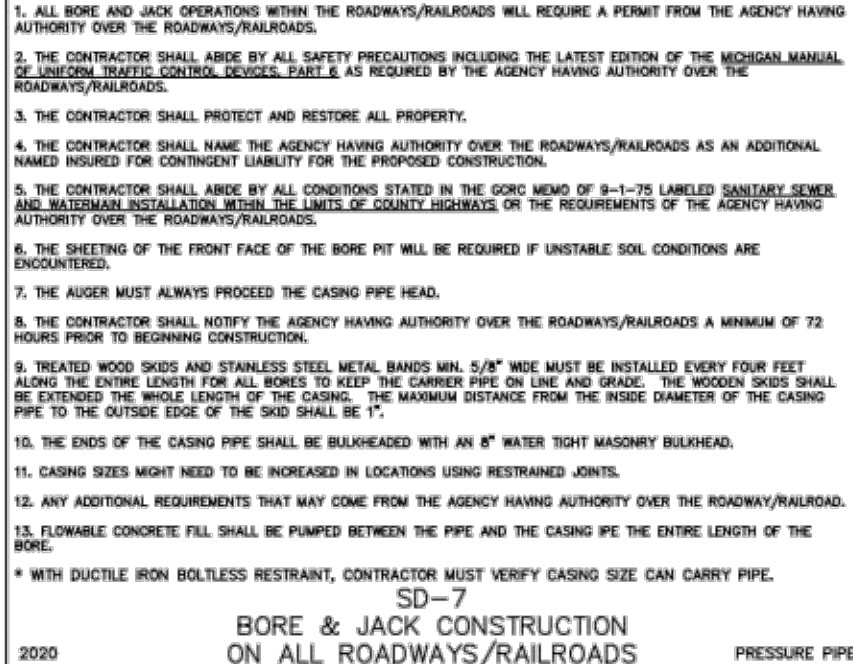 1. ALL BORE AND JACK OPERATIONS WITHIN THE ROADWAYS/RAILROADS WILL REQUIRE A PERMIT FROM THE AGENCY HAVING
AUTHORITY OVER THE ROADWAYS/RAILROADS.
2. THE CONTRACTOR SHALL ABIDE BY ALL SAFETY PRECAUTIONS INCLUDING THE LATEST EDITION OF THE MICHIGAN MANUAL
OF UNIFORM TRAFFIC CONTROL DEVICES, PART 6 AS REQUIRED BY THE AGENCY HAVING AUTHORITY OVER THE
ROADWAYS/RAILROADS.
3. THE CONTRACTOR SHALL PROTECT AND RESTORE ALL PROPERTY.
4. THE CONTRACTOR SHALL NAME THE AGENCY HAVING AUTHORITY OVER THE ROADWAYS/RAILROADS AS AN ADDITIONAL
NAMED INSURED FOR CONTINGENT LIABILITY FOR THE PROPOSED CONSTRUCTION.
5. THE CONTRACTOR SHALL ABIDE BY ALL CONDITIONS STATED IN THE GCRC MEMO OF 9-1-75 LABELED SANITARY SEWER
AND WATERMAIN INSTALLATION WITHIN THE LIMITS OF COUNTY HIGHWAYS OR THE REQUIREMENTS OF THE AGENCY HAVING
AUTHORITY OVER THE ROADWAYS/RAILROADS.
6. THE SHEETING OF THE FRONT FACE OF THE BORE PIT WILL BE REQUIRED IF UNSTABLE SOIL CONDITIONS ARE
ENCOUNTERED.
7. THE AUGER MUST ALWAYS PROCEED THE CASING PIPE HEAD.
8. THE CONTRACTOR SHALL NOTIFY THE AGENCY HAVING AUTHORITY OVER THE ROADWAYS/RAILROADS A MINIMUM OF 72
HOURS PRIOR TO BEGINNING CONSTRUCTION.
9. TREATED WOOD SKIDS AND STAINLESS STEEL METAL BANDS MIN. 5/8" WIDE MUST BE INSTALLED EVERY FOUR FEET
ALONG THE ENTIRE LENGTH FOR ALL BORES TO KEEP THE CARRIER PIPE ON LINE AND GRADE. THE WOODEN SKIDS SHALL
BE EXTENDED THE WHOLE LENGTH OF THE CASING. THE MAXIMUM DISTANCE FROM THE INSIDE DIAMETER OF THE CASING
PIPE TO THE OUTSIDE EDGE OF THE SKID SHALL BE 1".
10. THE ENDS OF THE CASING PIPE SHALL BE BULKHEADED WITH AN 8" WATER TIGHT MASONRY BULKHEAD.
11. CASING SIZES MIGHT NEED TO BE INCREASED IN LOCATIONS USING RESTRAINED JOINTS.
12. ANY ADDITIONAL REQUIREMENTS THAT MAY COME FROM THE AGENCY HAVING AUTHORITY OVER THE ROADWAY/RAILROAD.
13. FLOWABLE CONCRETE FILL SHALL BE PUMPED BETWEEN THE PIPE AND THE CASING IPE THE ENTIRE LENGTH OF THE
BORE.
* WITH DUCTILE IRON BOLTLESS RESTRAINT, CONTRACTOR MUST VERIFY CASING SIZE CAN CARRY PIPE.
SD-7
BORE & JACK CONSTRUCTION
2020 ON ALL ROADWAYS/RAILROADS PRESSURE PIPE